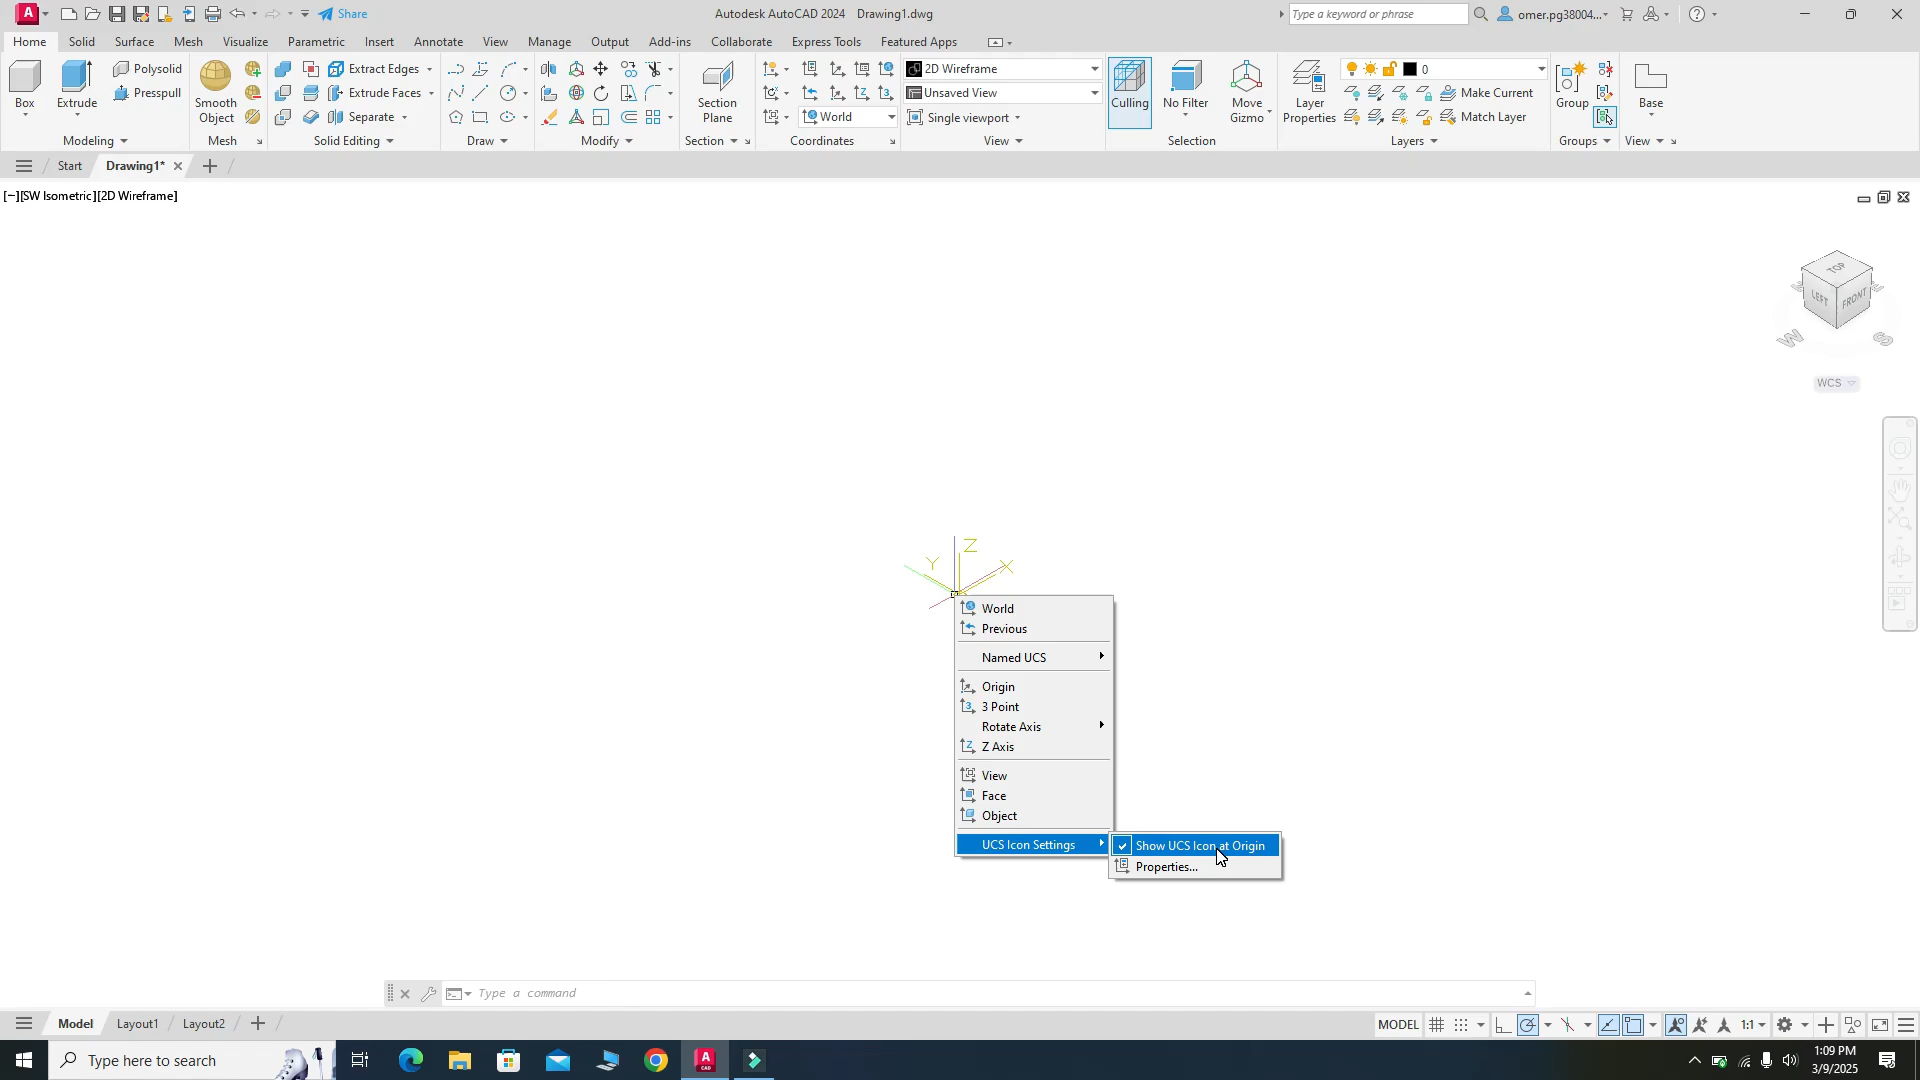 Share
Autodesk AutoCAD 2024 Drawing1.dwg
Type a keyword or phrase
omer.pg38004...
Home Solid Surface Mesh Visualize Parametric Insert Annotate View Manage Output Add-ins Collaborate Express Tools Featured Apps
Box
Extrude
Polysolid
Presspull
Modeling
Smooth
Object
Mesh
Extract Edges
Extrude Faces
Separate
Solid Editing
Draw
Modify
Section
Plane
Section
World
Coordinates
2D Wireframe
Unsaved View
Single viewport
View
Culling
No Filter
Move
Gizmo
Selection
Layer
Properties
0
Make Current
Match Layer
Layers
Group
Groups
Base
View
Start
Drawing1*
[−][SW Isometric][2D Wireframe]
TOP
LEFT
FRONT
W
S
WCS
Z
Y
X
World
Previous
Named UCS
Origin
3 Point
Rotate Axis
Z Axis
View
Face
Object
UCS Icon Settings
Show UCS Icon at Origin
Properties...
Type a command
Model
Layout1
Layout2
MODEL
1:1
Type here to search
1:09 PM
3/9/2025